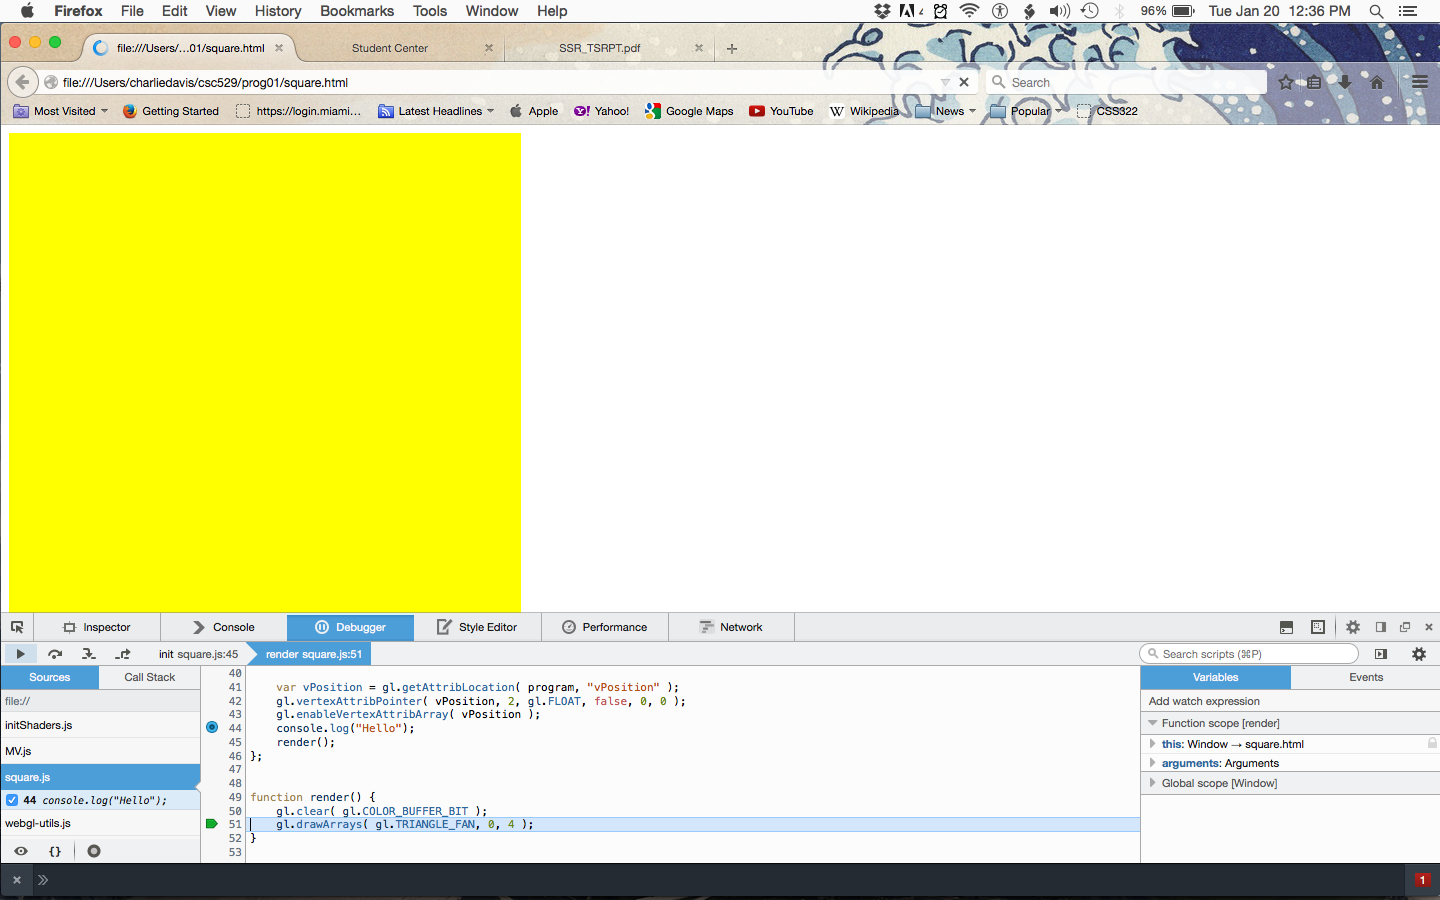 Firefox File Edit View History Bookmarks Tools Window Help 4 96% Tue Jan 20 12:36 PM
file:///Users/...01/square.html Student Center SSR_TSRPT.pdf
file:///Users/charliedavis/csc529/prog01/square.html Search
Most Visited Getting Started https://login.miami... Latest Headlines Apple Yahoo! Google Maps YouTube Wikipedia News Popular CSS322
Inspector Console Debugger Style Editor Performance Network
init square.js:45 render square.js:51 Search scripts (⌘P)
Sources Call Stack Variables Events
file://
initShaders.js
MV.js
square.js
44 console.log("Hello");
webgl-utils.js
{}
40
41 var vPosition = gl.getAttribLocation( program, "vPosition" );
42 gl.vertexAttribPointer( vPosition, 2, gl.FLOAT, false, 0, 0 );
43 gl.enableVertexAttribArray( vPosition );
44 console.log("Hello");
45 render();
46 };
47
48
49 function render() {
50 gl.clear( gl.COLOR_BUFFER_BIT );
51 gl.drawArrays( gl.TRIANGLE_FAN, 0, 4 );
52 }
53
Add watch expression
Function scope [render]
this: Window → square.html
arguments: Arguments
Global scope [Window]
1